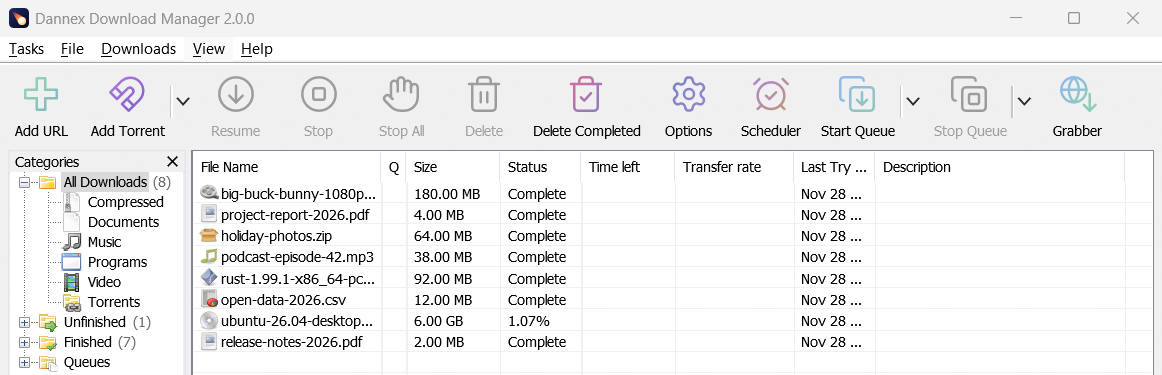 Dannex Download Manager 2.0.0
Tasks File Downloads View Help
Add URL Add Torrent Resume Stop Stop All Delete Delete Completed Options Scheduler Start Queue Stop Queue Grabber
Categories
All Downloads (8)
Compressed
Documents
Music
Programs
Video
Torrents
Unfinished (1)
Finished (7)
Queues
File Name Q Size Status Time left Transfer rate Last Try ... Description
big-buck-bunny-1080p... 180.00 MB Complete Nov 28 ...
project-report-2026.pdf 4.00 MB Complete Nov 28 ...
holiday-photos.zip 64.00 MB Complete Nov 28 ...
podcast-episode-42.mp3 38.00 MB Complete Nov 28 ...
rust-1.99.1-x86_64-pc... 92.00 MB Complete Nov 28 ...
open-data-2026.csv 12.00 MB Complete Nov 28 ...
ubuntu-26.04-desktop... 6.00 GB 1.07% Nov 28 ...
release-notes-2026.pdf 2.00 MB Complete Nov 28 ...